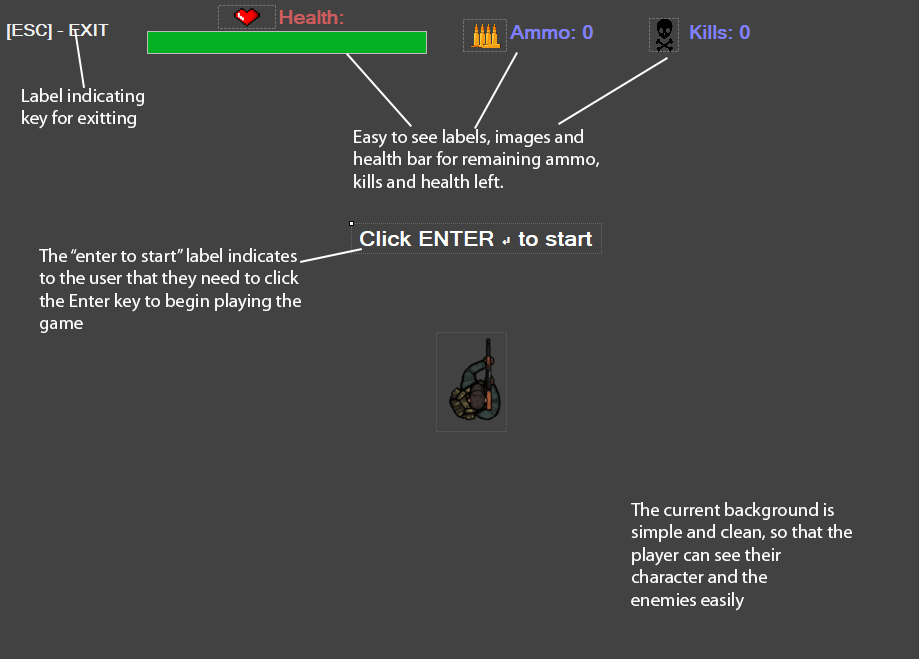 [ESC] - EXIT
Health:
Ammo: 0
Kills: 0
Label indicating
key for exitting
Easy to see labels, images and
health bar for remaining ammo,
kills and health left.
Click ENTER ↵ to start
The “enter to start” label indicates
to the user that they need to click
the Enter key to begin playing the
game
The current background is
simple and clean, so that the
player can see their
character and the
enemies easily